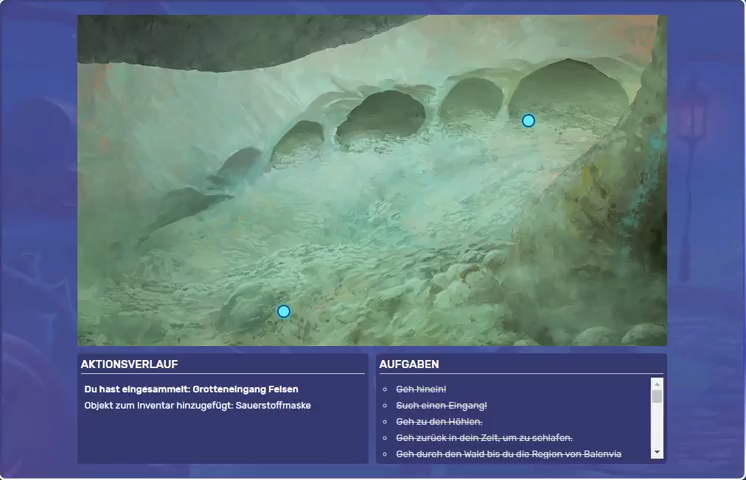 AKTIONSVERLAUF
Du hast eingesammelt: Grotteneingang Felsen
Objekt zum Inventar hinzugefügt: Sauerstoffmaske
AUFGABEN
Geh hinein!
Such einen Eingang!
Geh zu den Höhlen.
Geh zurück in dein Zelt, um zu schlafen.
Geh durch den Wald bis du die Region von Balenvia